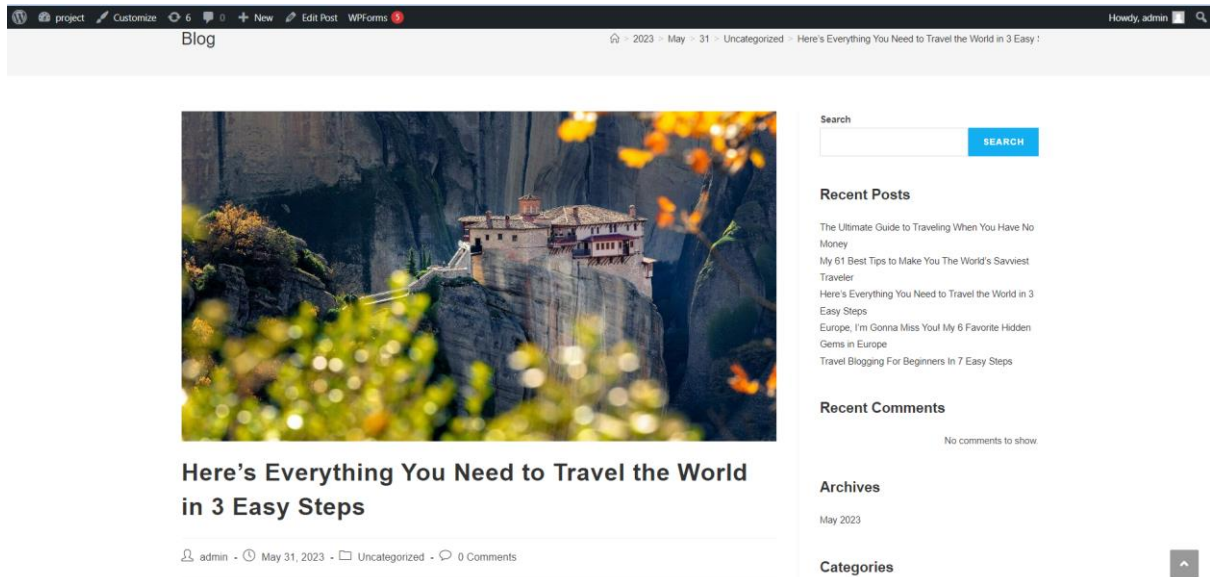 project Customize 6 0 New Edit Post WPForms 5 Howdy, admin
Blog
2023 > May > 31 > Uncategorized > Here's Everything You Need to Travel the World in 3 Easy
Here’s Everything You Need to Travel the World
in 3 Easy Steps
admin - May 31, 2023 - Uncategorized - 0 Comments
Search
SEARCH
Recent Posts
The Ultimate Guide to Traveling When You Have No
Money
My 61 Best Tips to Make You The World’s Savviest
Traveler
Here’s Everything You Need to Travel the World in 3
Easy Steps
Europe, I’m Gonna Miss You! My 6 Favorite Hidden
Gems in Europe
Travel Blogging For Beginners In 7 Easy Steps
Recent Comments
No comments to show
Archives
May 2023
Categories